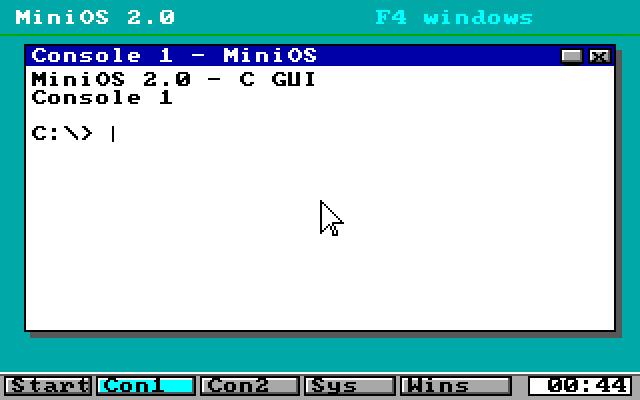 MiniOS 2.0 F4 windows
Console 1 - MiniOS
MiniOS 2.0 - C GUI
Console 1
C:\>
Start Con1 Con2 Sys Wins 00:44